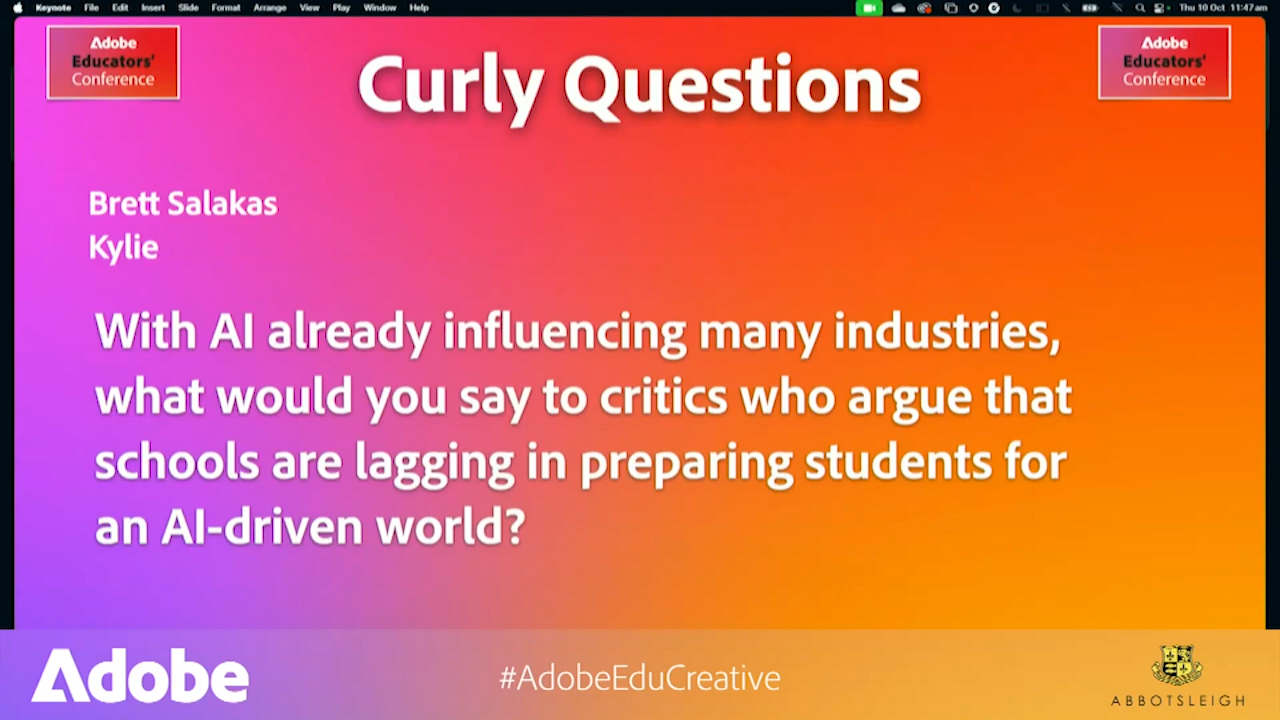 Keynote File Edit Insert Slide Format Arrange View Play Window Help Thu 10 Oct 11:47 am
Adobe
Educators'
Conference
Curly Questions
Adobe
Educators'
Conference
Brett Salakas
Kylie
With AI already influencing many industries,
what would you say to critics who argue that
schools are lagging in preparing students for
an AI-driven world?
Adobe
#AdobeEduCreative
ABBOTSLEIGH